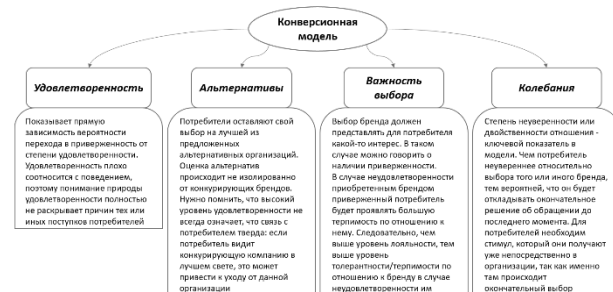 Конверсионная
модель
Удовлетворенность
Показывает прямую
зависимость вероятности
перехода в приверженность от
степени удовлетворенности.
Удовлетворенность плохо
соотносится с поведением,
поэтому понимание природы
удовлетворенности полностью
не раскрывает причин тех или
иных поступков потребителей
Альтернативы
Потребители оставляют свой
выбор на лучшей из
предложенных
альтернативных организаций.
Оценка альтернатив
происходит не изолированно
от конкурирующих брендов.
Нужно помнить, что высокий
уровень удовлетворенности не
всегда означает, что связь с
потребителем тверда: если
потребитель видит
конкурирующую компанию в
лучшем свете, это может
привести к уходу от данной
организации
Важность
выбора
Выбор бренда должен
представлять для потребителя
какой-то интерес. В таком
случае можно говорить о
наличии приверженности.
В случае неудовлетворенности
приобретенным брендом
приверженный потребитель
будет проявлять большую
терпимость по отношению к
нему. Следовательно, чем
выше уровень лояльности, тем
выше уровень
толерантности/терпимости по
отношению к бренду в случае
неудовлетворенности им
Колебания
Степень неуверенности или
двойственности отношения -
ключевой показатель в
модели. Чем потребитель
неувереннее относительно
выбора того или иного бренда,
тем вероятней, что он будет
откладывать окончательное
решение об обращении до
последнего момента. Для
потребителей необходим
стимул, который они получают
уже непосредственно в
организации, так как именно
там происходит
окончательный выбор